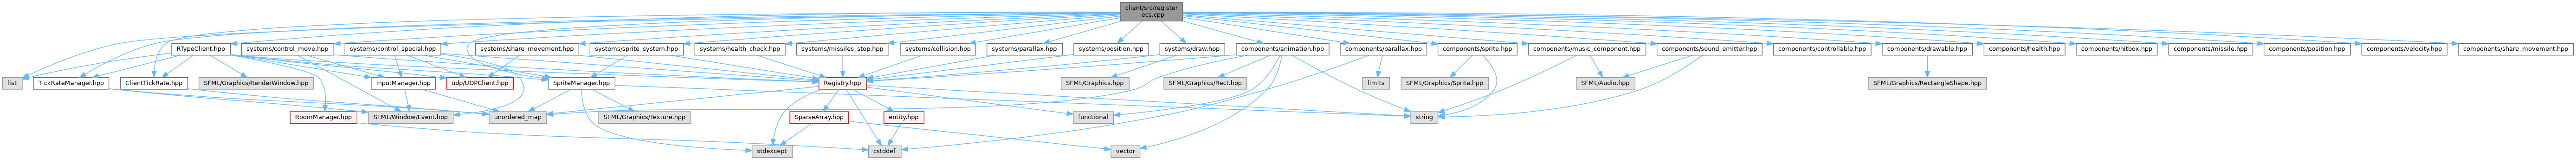 client/src/register
_ecs.cpp
RTypeClient.hpp
systems/control_move.hpp
systems/control_special.hpp
systems/share_movement.hpp
systems/sprite_system.hpp
systems/health_check.hpp
systems/missiles_stop.hpp
systems/collision.hpp
systems/parallax.hpp
systems/position.hpp
systems/draw.hpp
components/animation.hpp
components/parallax.hpp
components/sprite.hpp
components/music_component.hpp
components/sound_emitter.hpp
components/controllable.hpp
components/drawable.hpp
components/health.hpp
components/hitbox.hpp
components/missile.hpp
components/position.hpp
components/velocity.hpp
components/share_movement.hpp
list
TickRateManager.hpp
ClientTickRate.hpp
SFML/Graphics/RenderWindow.hpp
InputManager.hpp
udp/UDPClient.hpp
SpriteManager.hpp
Registry.hpp
SFML/Graphics.hpp
SFML/Graphics/Rect.hpp
limits
SFML/Graphics/Sprite.hpp
SFML/Audio.hpp
SFML/Graphics/RectangleShape.hpp
RoomManager.hpp
SFML/Window/Event.hpp
unordered_map
SFML/Graphics/Texture.hpp
SparseArray.hpp
entity.hpp
functional
string
stdexcept
cstddef
vector